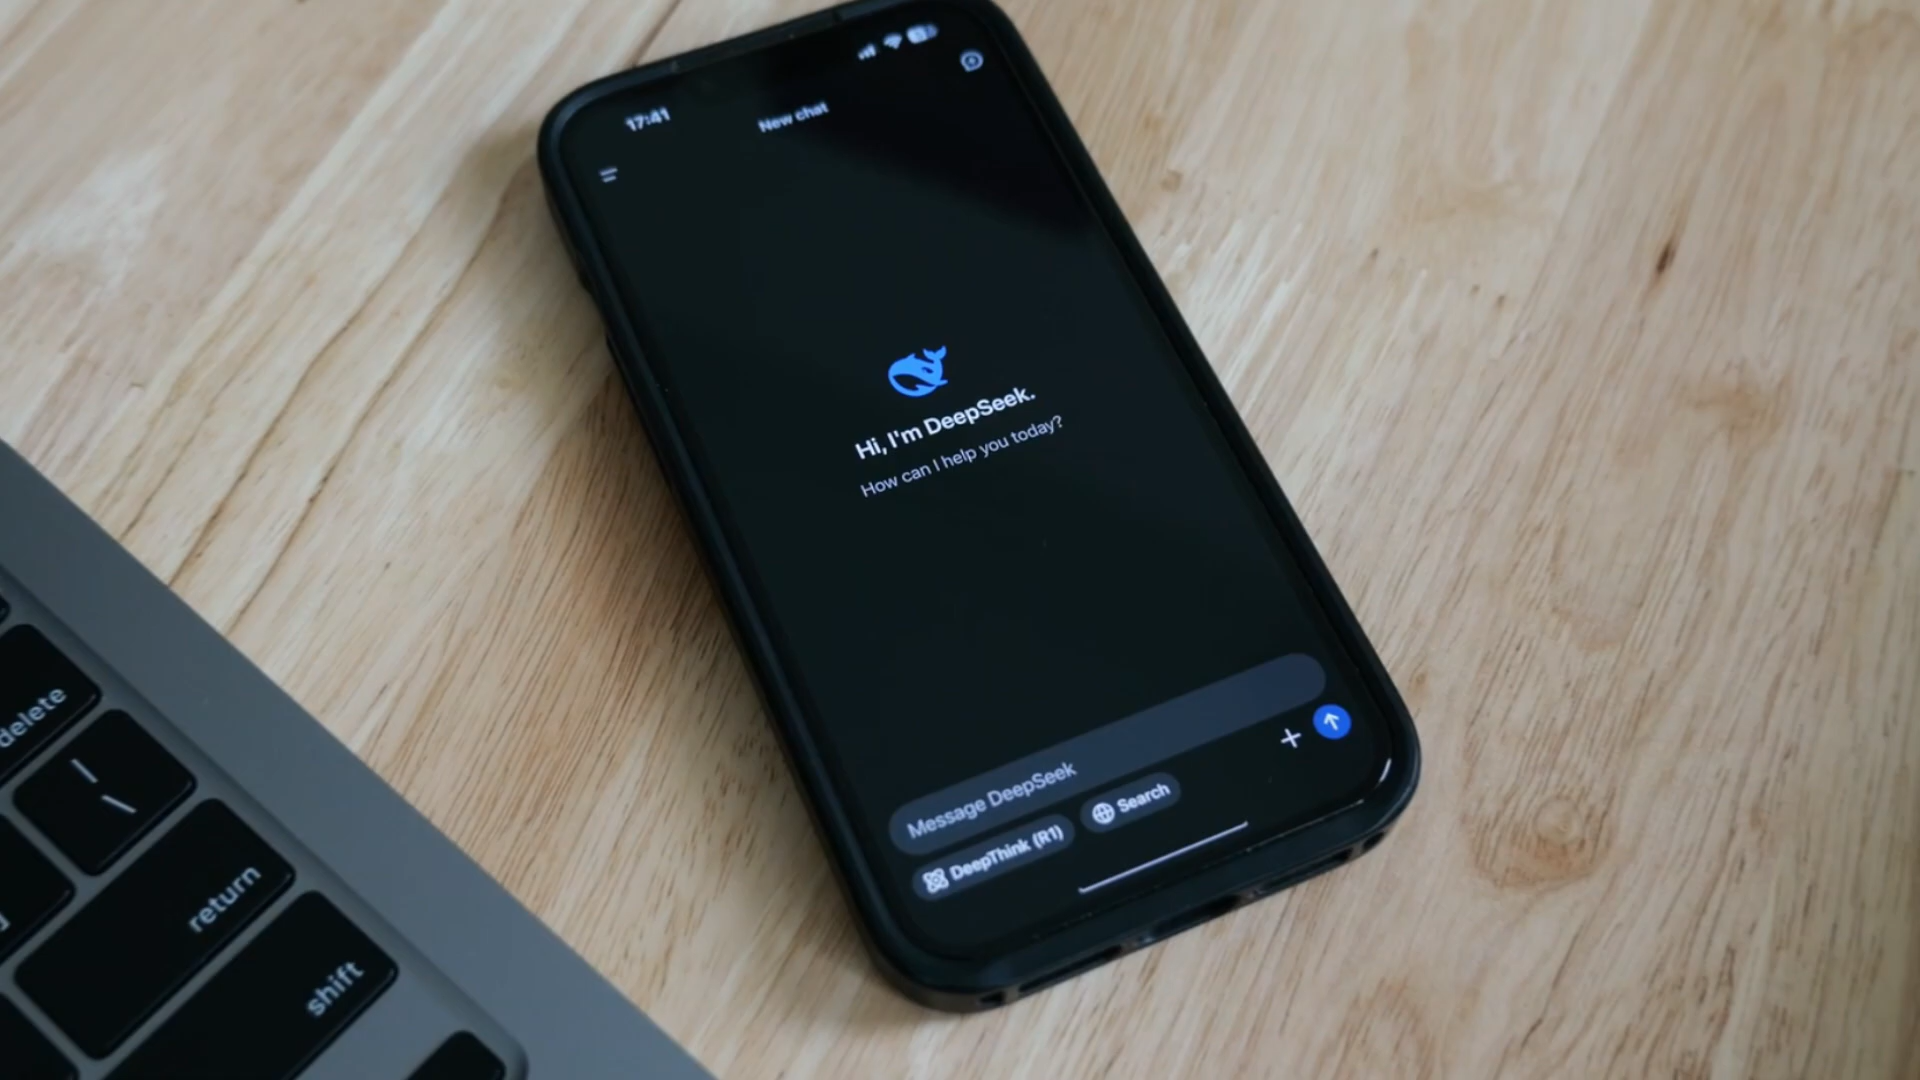 17:41
New chat
Hi, I'm DeepSeek.
How can I help you today?
Message DeepSeek
DeepThink (R1)
Search
delete
|
\
]
return
shift